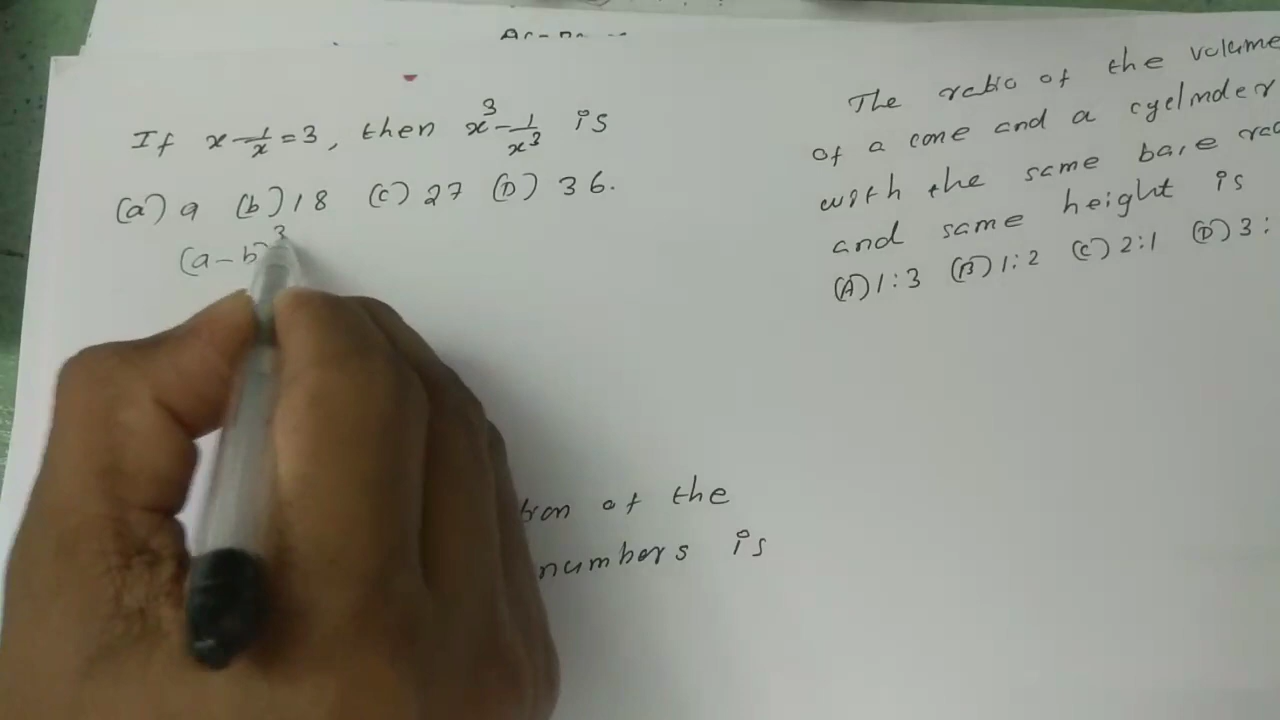 If x - 1/x = 3, then x³ - 1/x³ is
(a) 9 (b) 18 (c) 27 (D) 36.
(a-b)³
The ratio of the volume
of a cone and a cylinder
with the same base
and same height is
(A) 1:3 (B) 1:2 (C) 2:1 (D) 3:
of the
numbers is